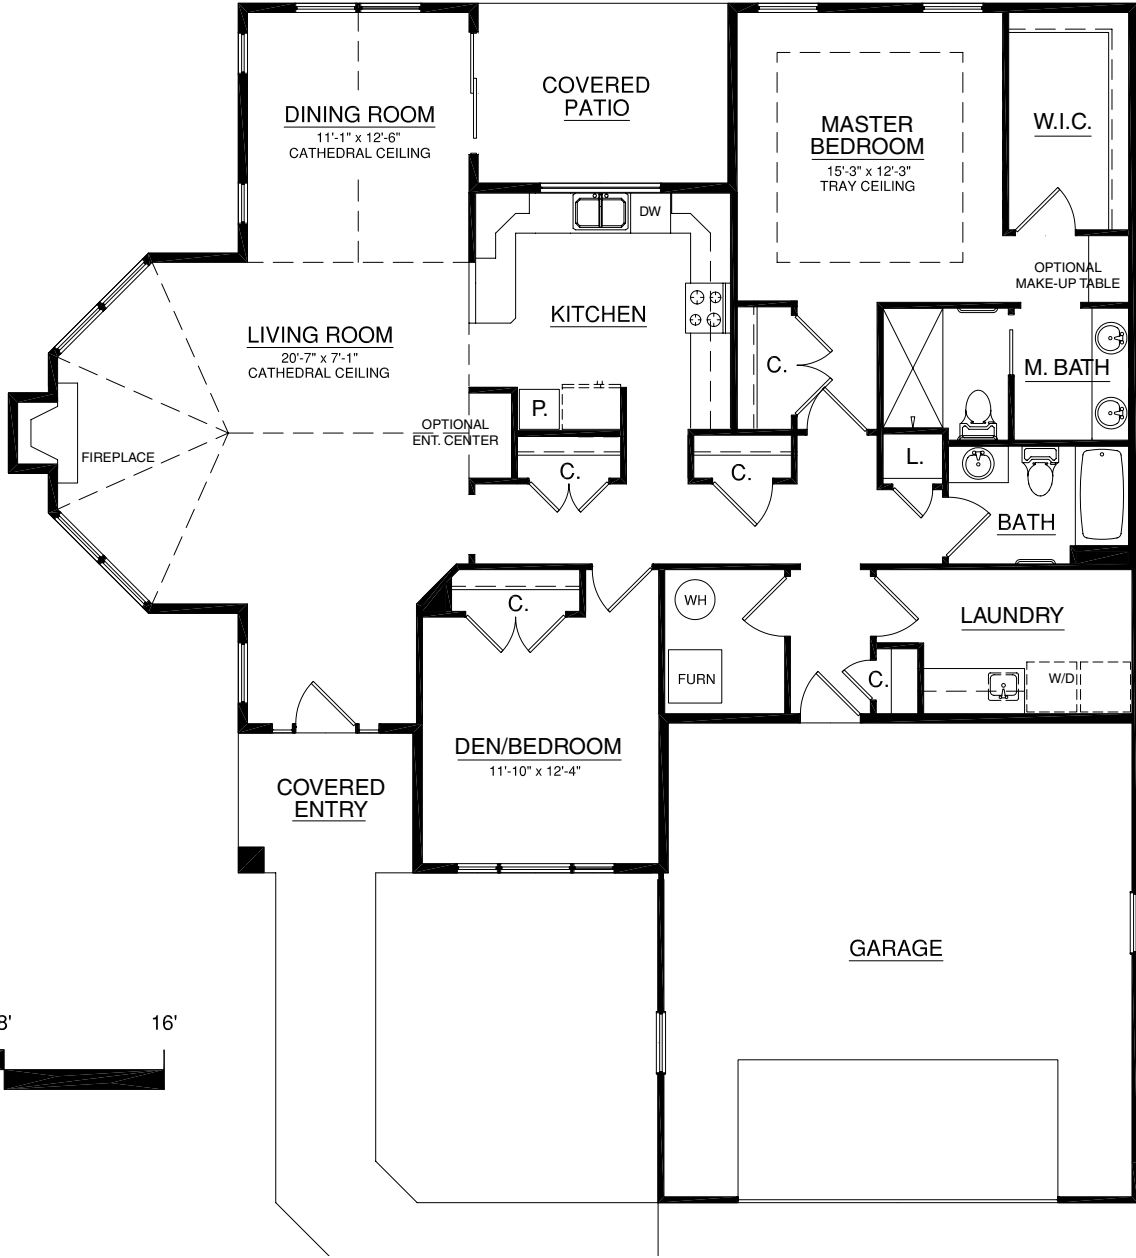 COVERED
PATIO
DINING ROOM
11'-1" x 12'-6"
CATHEDRAL CEILING
MASTER
BEDROOM
15'-3" x 12'-3"
TRAY CEILING
W.I.C.
DW
OPTIONAL
MAKE-UP TABLE
KITCHEN
LIVING ROOM
20'-7" x 7'-1"
CATHEDRAL CEILING
C.
M. BATH
P.
OPTIONAL
ENT. CENTER
FIREPLACE
C.
C.
L.
BATH
WH
C.
LAUNDRY
FURN
C.
W/D
DEN/BEDROOM
11'-10" x 12'-4"
COVERED
ENTRY
GARAGE
8'
16'